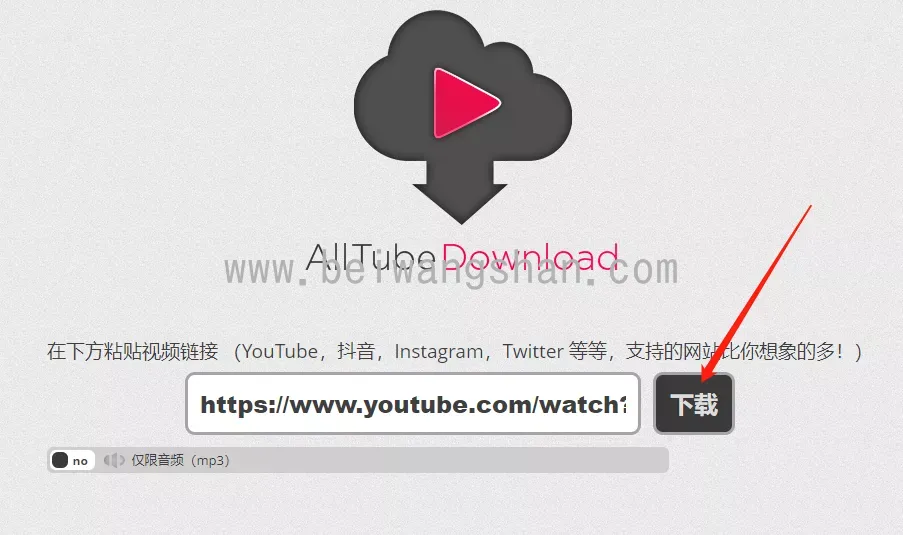 AllTube Download
www.beiwangshan.com
在下方粘贴视频链接 （YouTube，抖音，Instagram，Twitter 等等，支持的网站比你想象的多！）
https://www.youtube.com/watch? 下载
no 仅限音频（mp3）